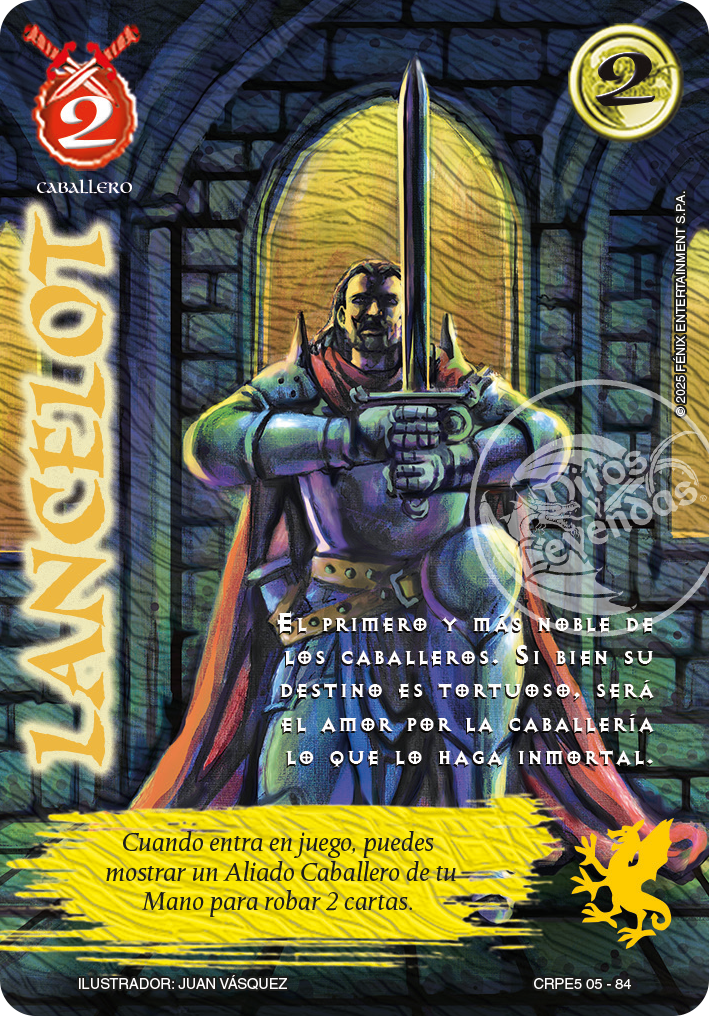 2
2
CABALLERO
LANCELOT
© 2025 FÉNIX ENTERTAINMENT S.P.A.
Mitos
y
Leyendas
El primero y más noble de
los caballeros. Si bien su
destino es tortuoso, será
el amor por la caballería
lo que lo haga inmortal.
Cuando entra en juego, puedes
mostrar un Aliado Caballero de tu
Mano para robar 2 cartas.
ILUSTRADOR: JUAN VÁSQUEZ
CRPE5 05 - 84